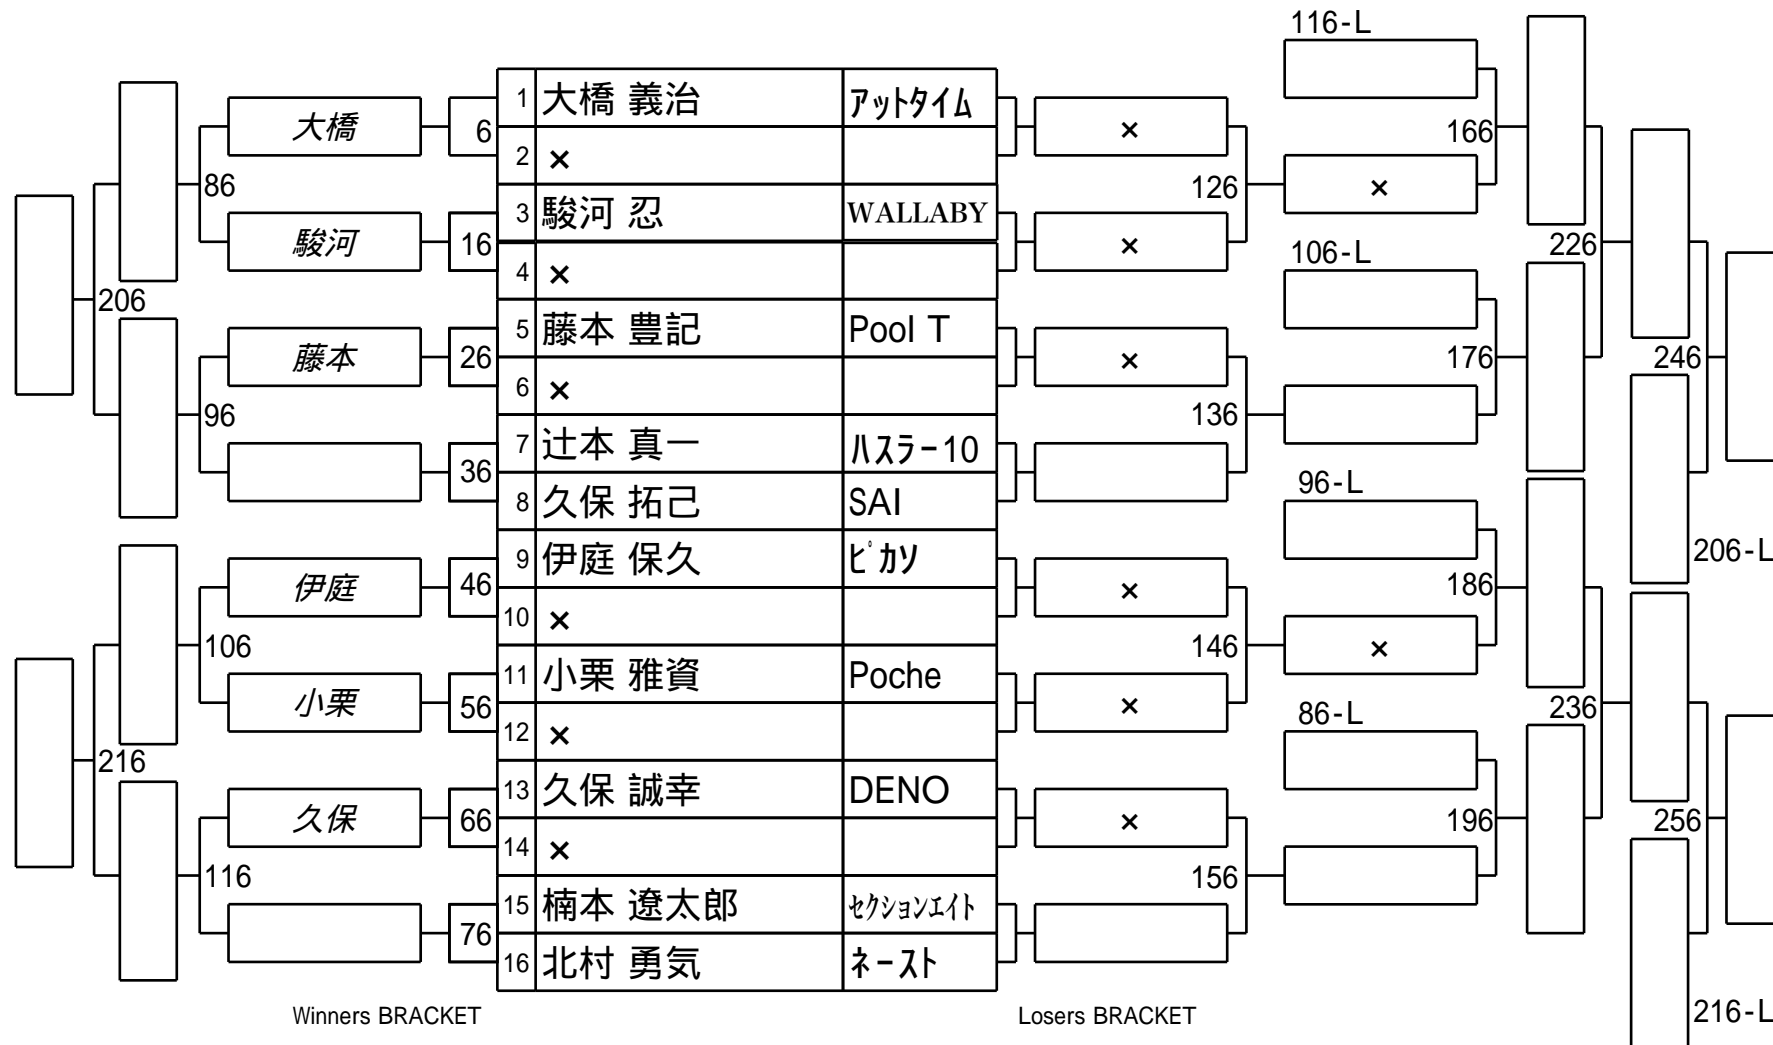 116-L
1 大橋 義治 アットタイム
大橋 6 × 166
2 ×
86 126 ×
3 駿河 忍 WALLABY
駿河 16 × 106-L 226
4 ×
206
5 藤本 豊記 Pool T
藤本 26 × 176 246
6 ×
96 136
7 辻本 真一 ハスラー10
36 96-L
8 久保 拓己 SAI
9 伊庭 保久 ピカソ 206-L
伊庭 46 × 186
10 ×
106 146 ×
11 小栗 雅資 Poche
小栗 56 × 86-L 236
12 ×
216
13 久保 誠幸 DENO
久保 66 × 196 256
14 ×
116 156
15 楠本 遼太郎 セクションエイト
76
16 北村 勇気 ネースト
Winners BRACKET Losers BRACKET 216-L